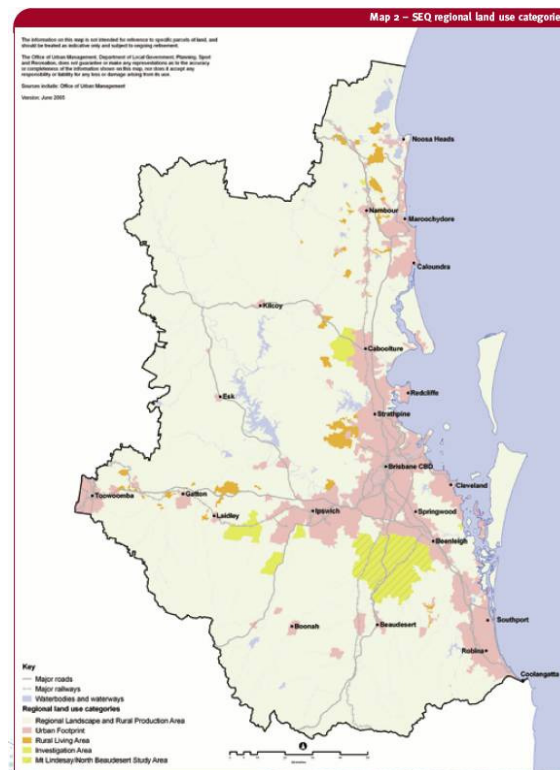 Map 2 – SEQ regional land use categorie
The information on this map is not intended for reference to specific parcels of land, and
should be treated as indicative only and subject to ongoing refinement.
The Office of Urban Management, Department of Local Government, Planning, Sport
and Recreation, does not guarantee or make any representations as to the accuracy
or completeness of the information shown on this map, nor does it accept any
responsibility or liability for any loss or damage arising from its use.
Sources include: Office of Urban Management
Version: June 2005
Noosa Heads
Nambour
Maroochydore
Caloundra
Kilcoy
Caboolture
Esk
Redcliffe
Strathpine
Brisbane CBD
Cleveland
Toowoomba
Gatton
Laidley
Ipswich
Springwood
Beenleigh
Boonah
Beaudesert
Southport
Robina
Coolangatta
Key
Major roads
Major railways
Waterbodies and waterways
Regional land use categories
Regional Landscape and Rural Production Area
Urban Footprint
Rural Living Area
Investigation Area
Mt Lindesay/North Beaudesert Study Area